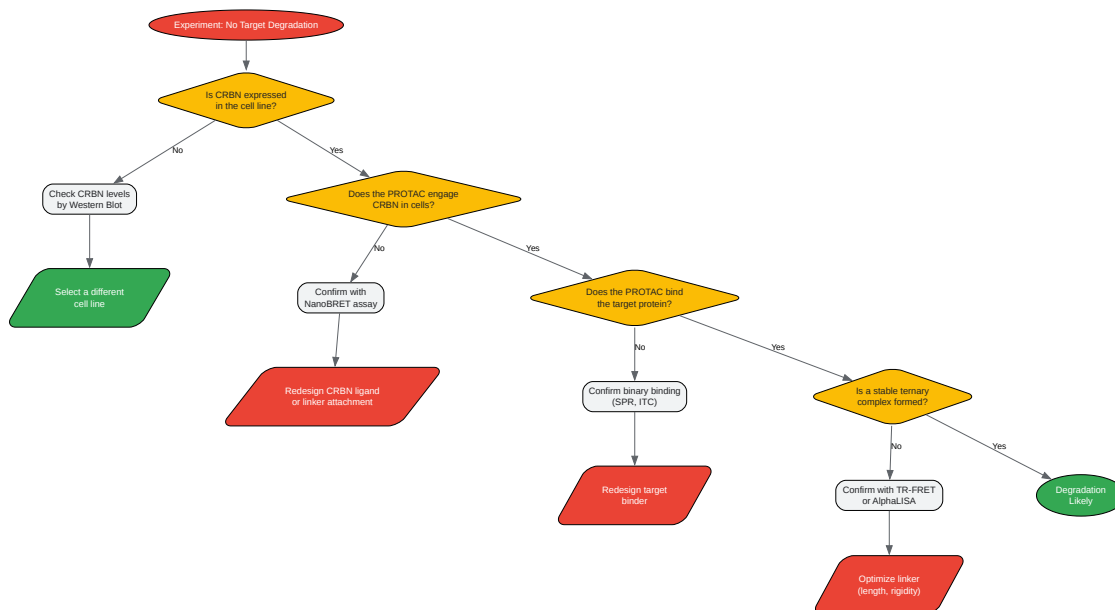 Experiment: No Target Degradation
Is CRBN expressed
in the cell line?
No
Yes
Check CRBN levels
by Western Blot
Does the PROTAC engage
CRBN in cells?
No
Yes
Select a different
cell line
Confirm with
NanoBRET assay
Does the PROTAC bind
the target protein?
No
Yes
Redesign CRBN ligand
or linker attachment
Confirm binary binding
(SPR, ITC)
Is a stable ternary
complex formed?
No
Yes
Redesign target
binder
Confirm with TR-FRET
or AlphaLISA
Degradation
Likely
Optimize linker
(length, rigidity)